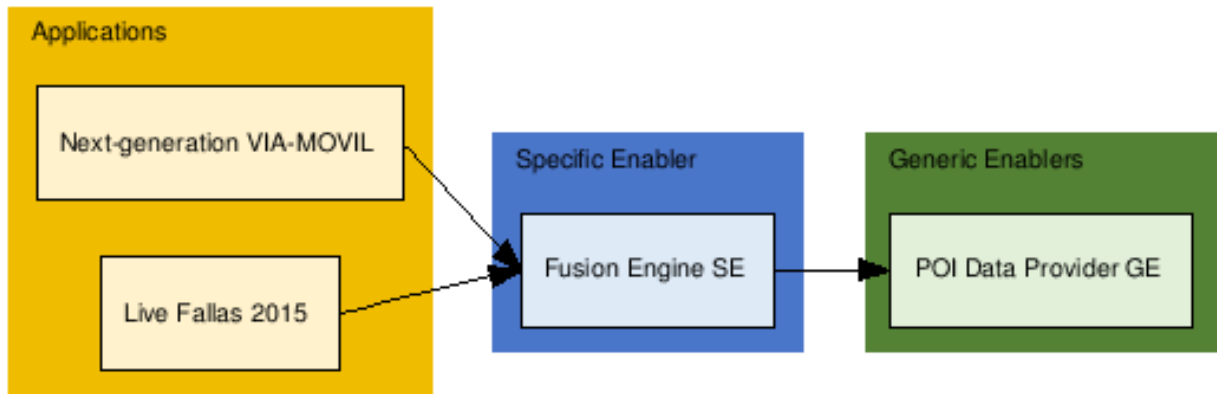 Applications
Next-generation VIA-MOVIL
Live Fallas 2015
Specific Enabler
Fusion Engine SE
Generic Enablers
POI Data Provider GE